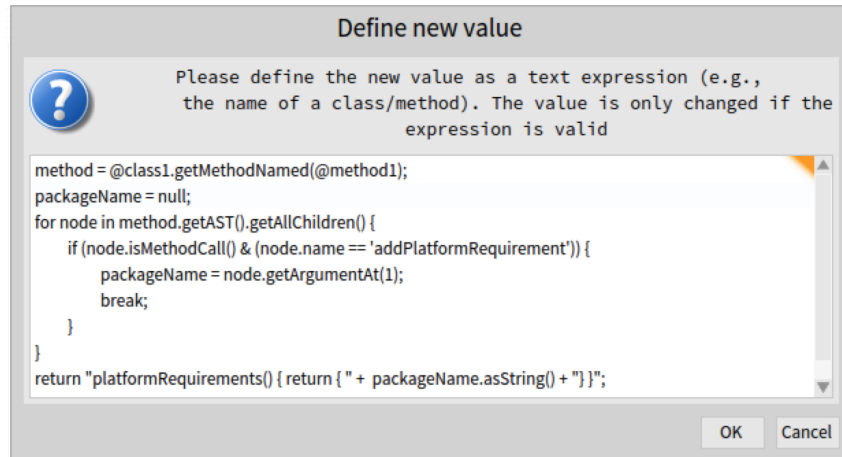 Define new value
Please define the new value as a text expression (e.g.,
the name of a class/method). The value is only changed if the
expression is valid
method = @class1.getMethodNamed(@method1);
packageName = null;
for node in method.getAST().getAllChildren() {
if (node.isMethodCall() & (node.name == 'addPlatformRequirement')) {
packageName = node.getArgumentAt(1);
break;
}
}
return "platformRequirements() { return { " + packageName.asString() + "} }";
OK Cancel